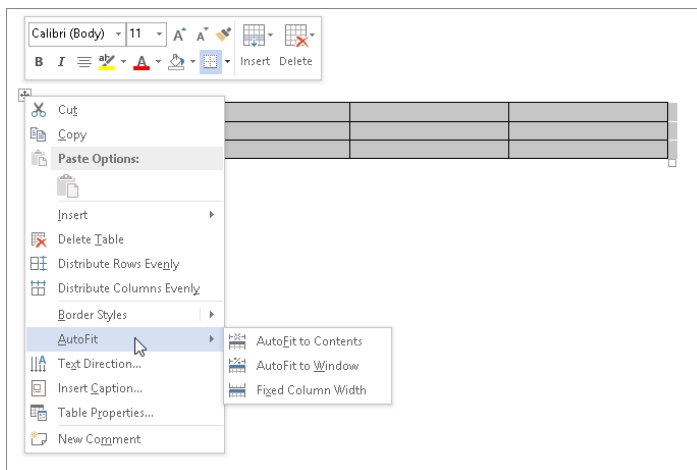 Calibri (Body) 11 A A
B I ab A Insert Delete
Cut
Copy
Paste Options:
Insert
Delete Table
Distribute Rows Evenly
Distribute Columns Evenly
Border Styles
AutoFit
AutoFit to Contents
Text Direction...
AutoFit to Window
Insert Caption...
Fixed Column Width
Table Properties...
New Comment